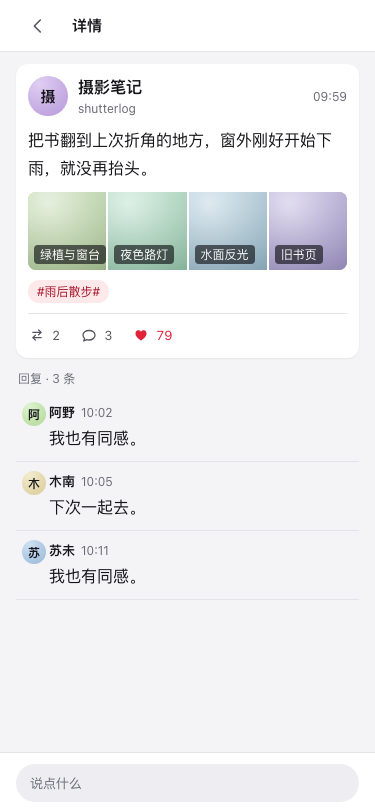 详情
摄
摄影笔记
shutterlog
09:59
把书翻到上次折角的地方，窗外刚好开始下
雨，就没再抬头。
绿植与窗台
夜色路灯
水面反光
旧书页
#雨后散步#
2
3
79
回复 · 3 条
阿
阿野 10:02
我也有同感。
木
木南 10:05
下次一起去。
苏
苏未 10:11
我也有同感。
说点什么